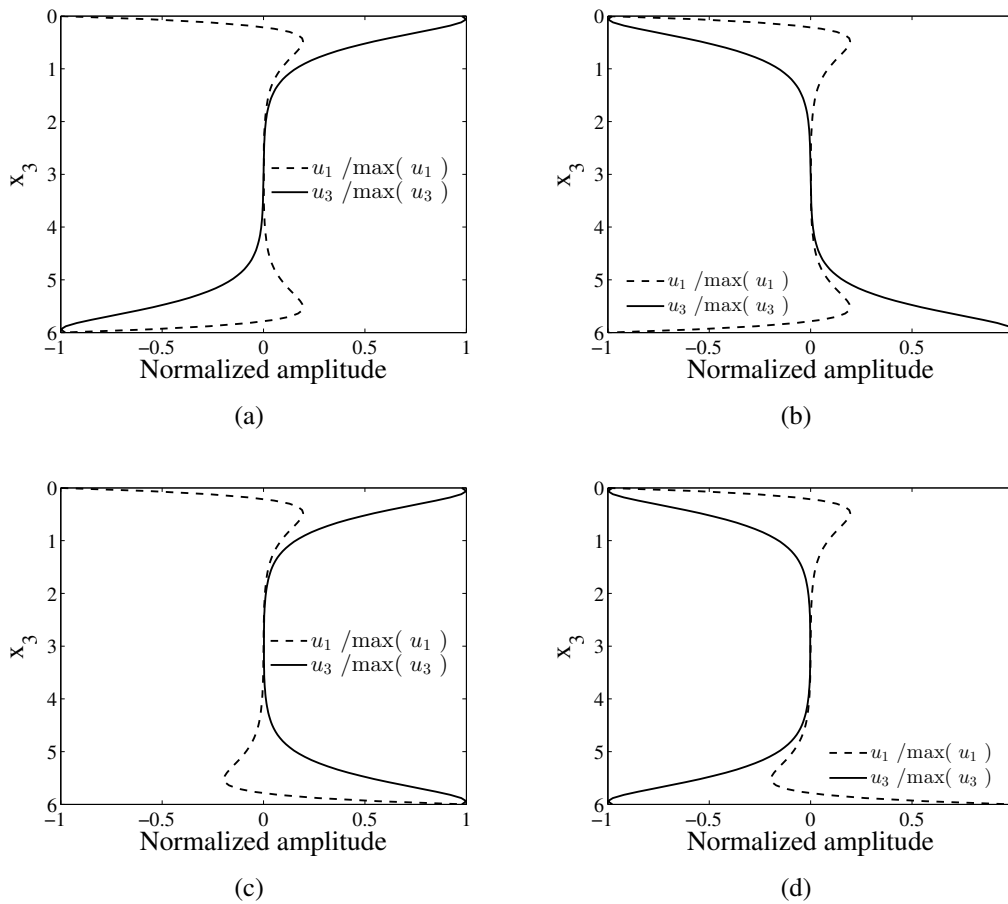 0
1
2
3
4
5
6
x3
u1 /max( u1 )
u3 /max( u3 )
−1 −0.5 0 0.5 1
Normalized amplitude
(a)
0
1
2
3
4
5
6
x3
u1 /max( u1 )
u3 /max( u3 )
−1 −0.5 0 0.5
Normalized amplitude
(b)
0
1
2
3
4
5
6
x3
u1 /max( u1 )
u3 /max( u3 )
−1 −0.5 0 0.5 1
Normalized amplitude
(c)
0
1
2
3
4
5
6
x3
u1 /max( u1 )
u3 /max( u3 )
−1 −0.5 0 0.5
Normalized amplitude
(d)